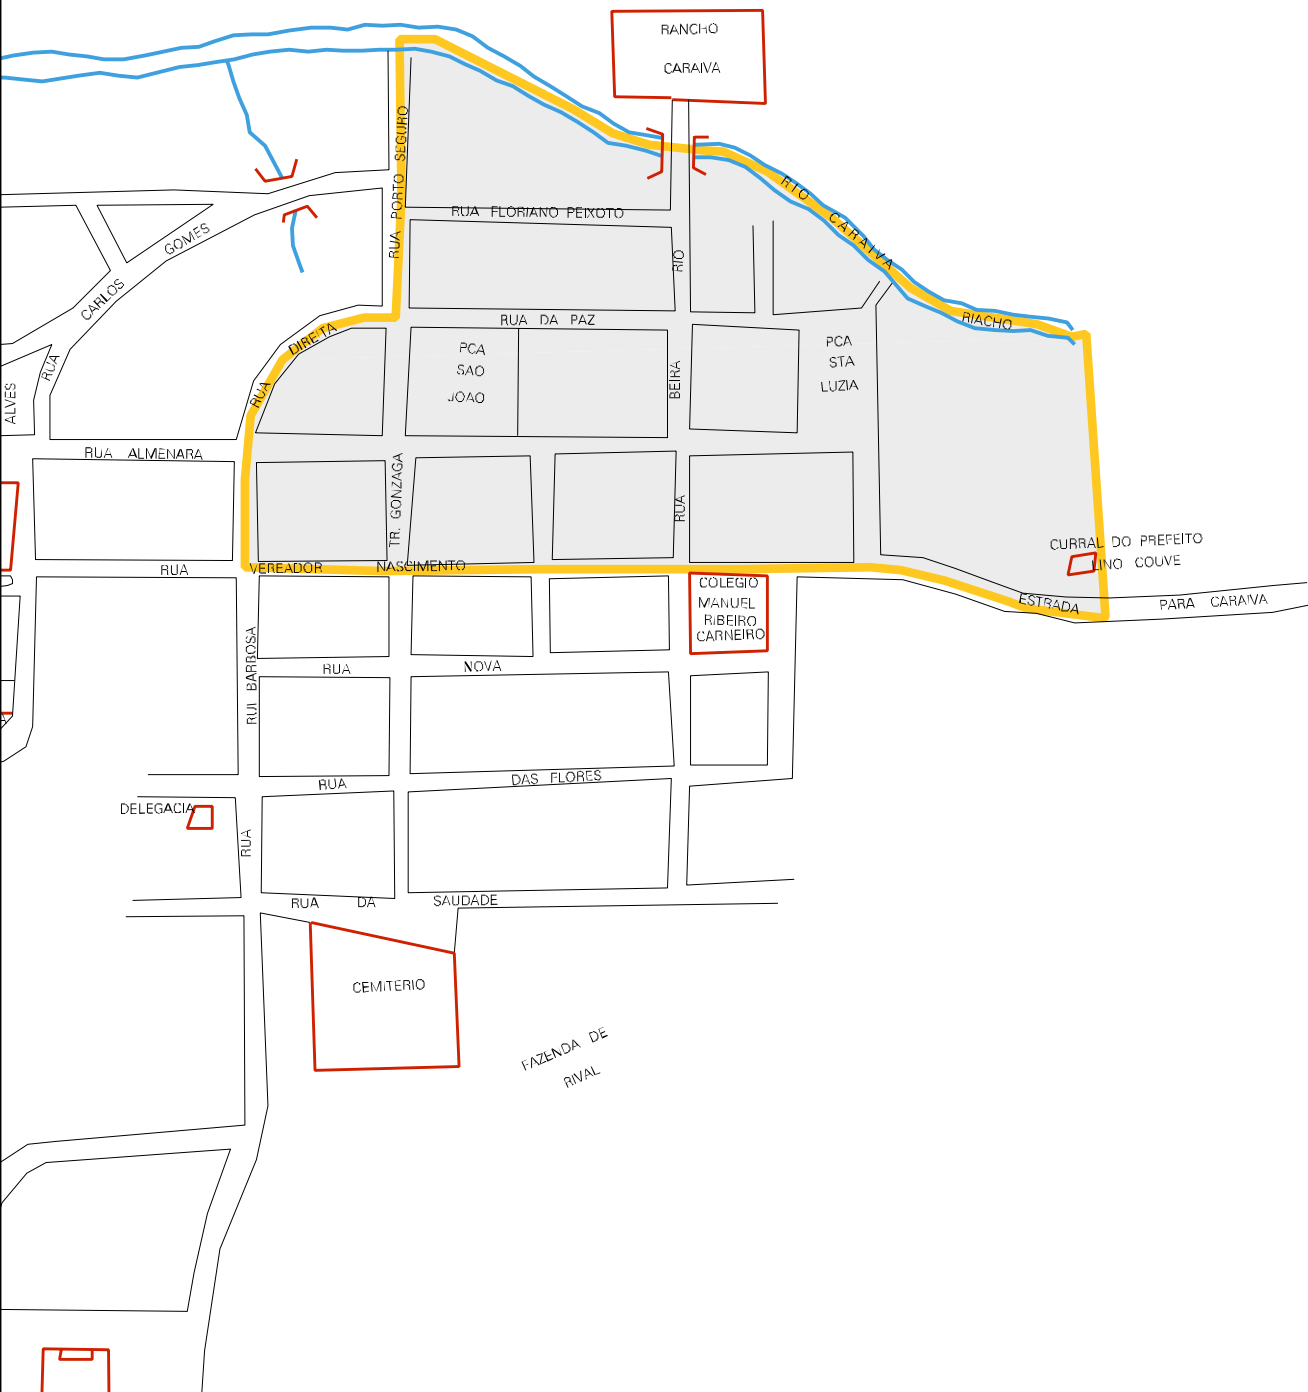 RANCHO
CARAIVA
RUA PORTO SEGURO
RIO CARAIVA
RUA FLORIANO PEIXOTO
RUA CARLOS GOMES
RUA BEIRA RIO
RIACHO
RUA DA PAZ
RUA DIREITA
PCA
SAO
JOAO
PCA
STA
LUZIA
ALVES
RUA ALMENARA
TR. GONZAGA
CURRAL DO PREFEITO
LINO COUVE
RUA VEREADOR NASCIMENTO
COLEGIO
MANUEL
RIBEIRO
CARNEIRO
ESTRADA PARA CARAIVA
RUA RUI BARBOSA
RUA NOVA
RUA DAS FLORES
DELEGACIA
RUA DA SAUDADE
CEMITERIO
FAZENDA DE
RIVAL